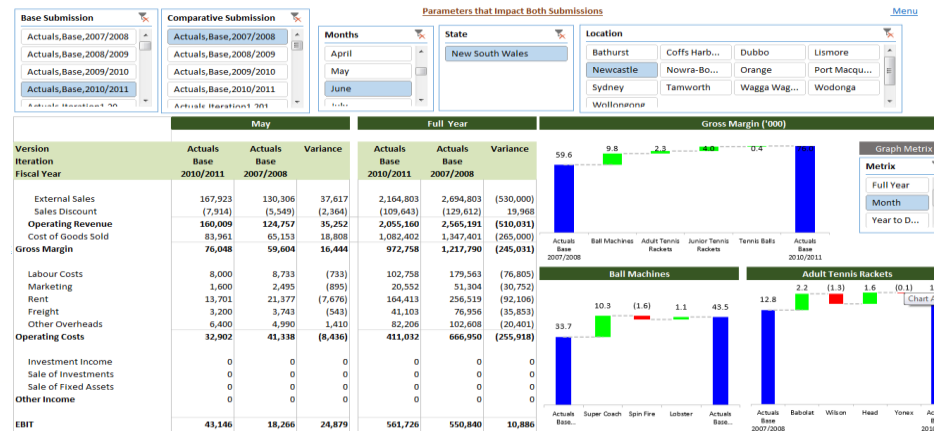 Parameters that Impact Both Submissions
Menu
Base Submission
Actuals,Base,2007/2008
Actuals,Base,2008/2009
Actuals,Base,2009/2010
Actuals,Base,2010/2011
Comparative Submission
Actuals,Base,2007/2008
Actuals,Base,2008/2009
Actuals,Base,2009/2010
Actuals,Base,2010/2011
Months
April
May
June
July
State
New South Wales
Location
Bathurst Coffs Harb... Dubbo Lismore
Newcastle Nowra-Bo... Orange Port Macqu...
Sydney Tamworth Wagga Wag... Wodonga
Wollongong
May Full Year
Version Actuals Actuals Variance Actuals Actuals Variance
Iteration Base Base Base Base
Fiscal Year 2010/2011 2007/2008 2010/2011 2007/2008
External Sales 167,923 130,306 37,617 2,164,803 2,694,803 (530,000)
Sales Discount (7,914) (5,549) (2,364) (109,643) (129,612) 19,968
Operating Revenue 160,009 124,757 35,252 2,055,160 2,565,191 (510,031)
Cost of Goods Sold 83,961 65,153 18,808 1,082,402 1,347,401 (265,000)
Gross Margin 76,048 59,604 16,444 972,758 1,217,790 (245,031)
Labour Costs 8,000 8,733 (733) 102,758 179,563 (76,805)
Marketing 1,600 2,495 (895) 20,552 51,304 (30,752)
Rent 13,701 21,377 (7,676) 164,413 256,519 (92,106)
Freight 3,200 3,743 (543) 41,103 76,956 (35,853)
Other Overheads 6,400 4,990 1,410 82,206 102,608 (20,401)
Operating Costs 32,902 41,338 (8,436) 411,032 666,950 (255,918)
Investment Income 0 0 0 0 0 0
Sale of Investments 0 0 0 0 0 0
Sale of Fixed Assets 0 0 0 0 0 0
Other Income 0 0 0 0 0 0
EBIT 43,146 18,266 24,879 561,726 550,840 10,886
Gross Margin ('000)
59.6 9.8 2.3 4.0 0.4
Actuals Ball Machines Adult Tennis Junior Tennis Tennis Balls Actuals
Base Rackets Rackets Base
2007/2008 2010/2011
Graph Metrix
Metrix
Full Year
Month
Year to D...
Ball Machines
33.7 10.3 (1.6) 1.1 43.5
Actuals Super Coach Spin Fire Lobster Actuals
Base... Base...
Adult Tennis Rackets
12.8 2.2 (1.3) 1.6 (0.1)
Chart A
Actuals Babolat Wilson Head Yonex
Base
2007/2008